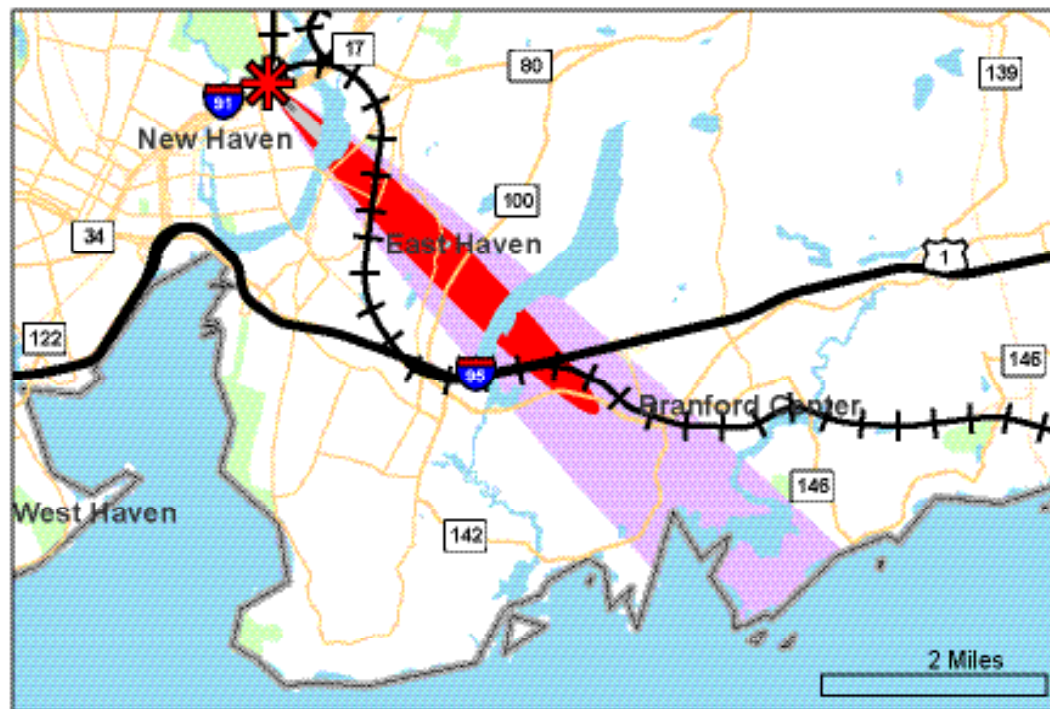 17
80
139
91
New Haven
100
34
East Haven
1
122
95
146
Branford Center
146
West Haven
142
2 Miles